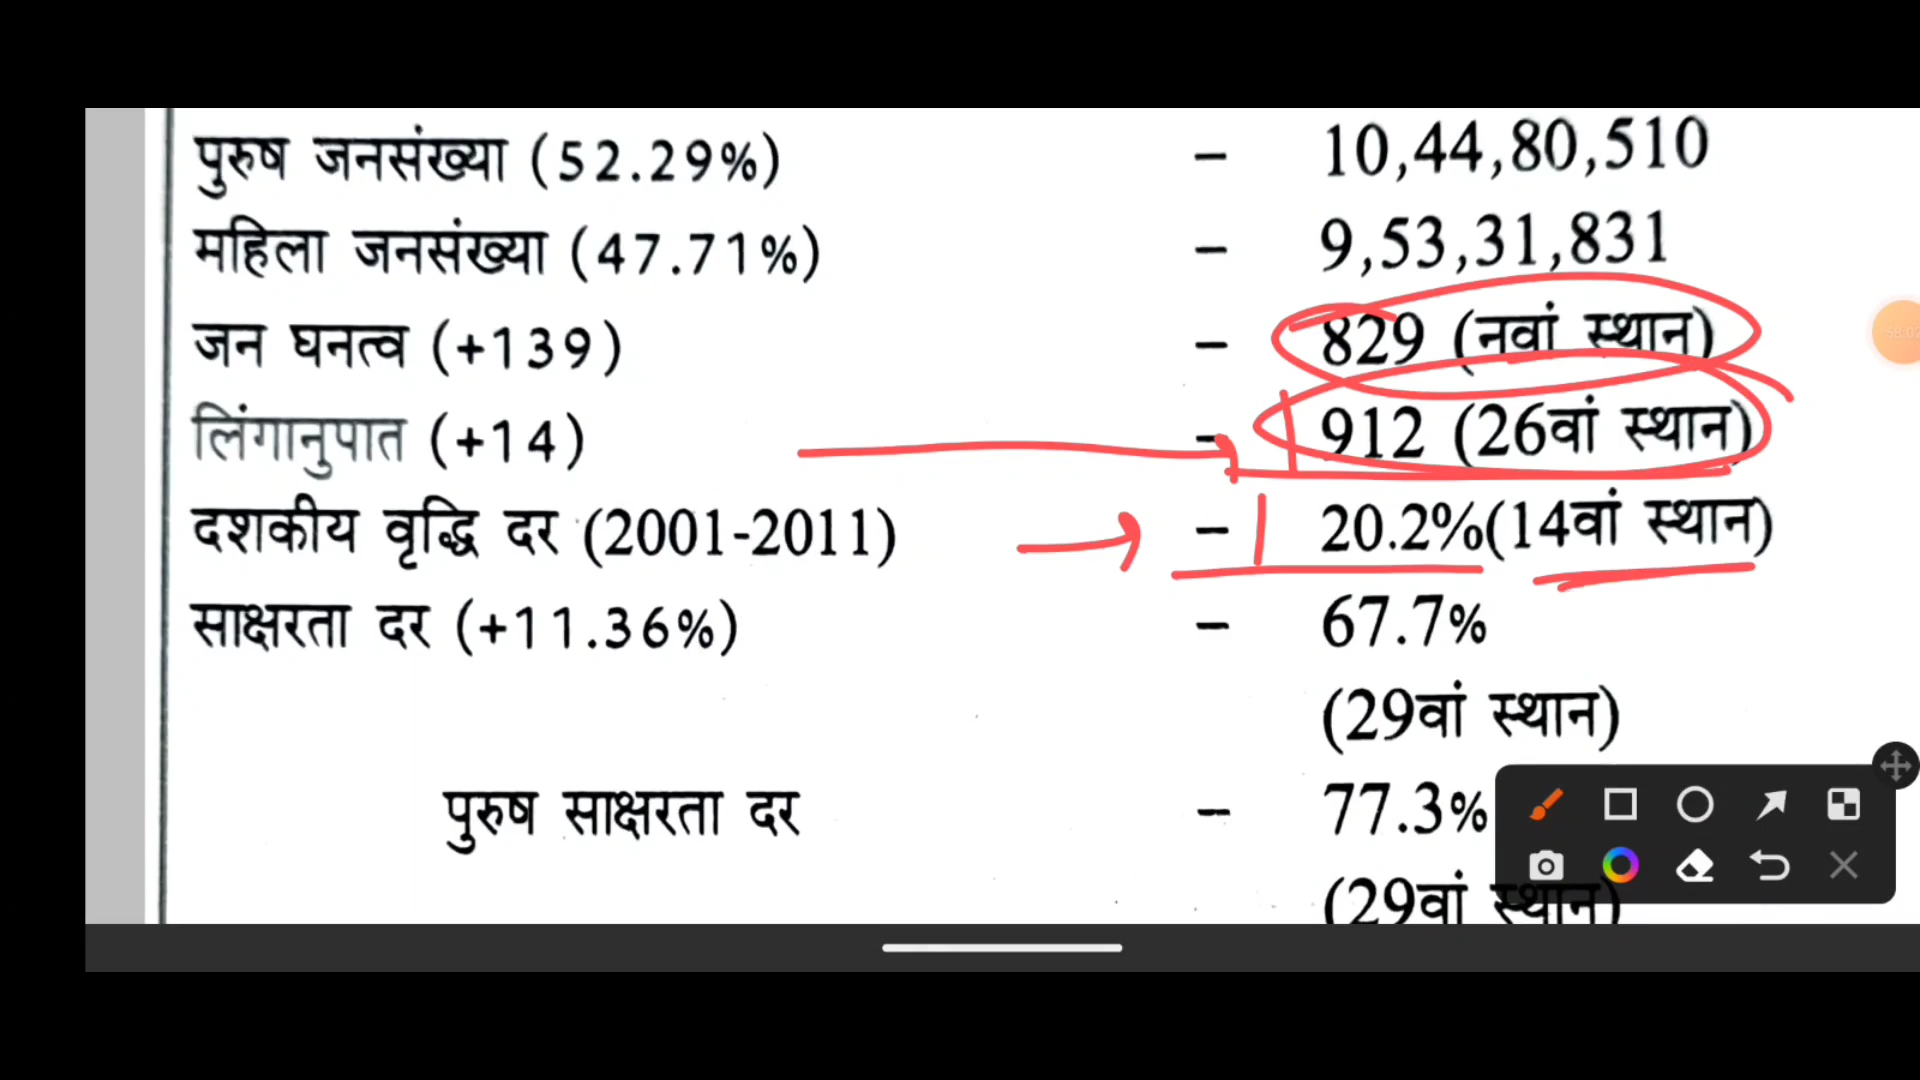 पुरुष जनसंख्या (52.29%) – 10,44,80,510
महिला जनसंख्या (47.71%) – 9,53,31,831
जन घनत्व (+139) – 829 (नवां स्थान)
लिंगानुपात (+14) – 912 (26वां स्थान)
दशकीय वृद्धि दर (2001-2011) – 20.2%(14वां स्थान)
साक्षरता दर (+11.36%) – 67.7%
(29वां स्थान)
पुरुष साक्षरता दर – 77.3%
(29वां स्थान)